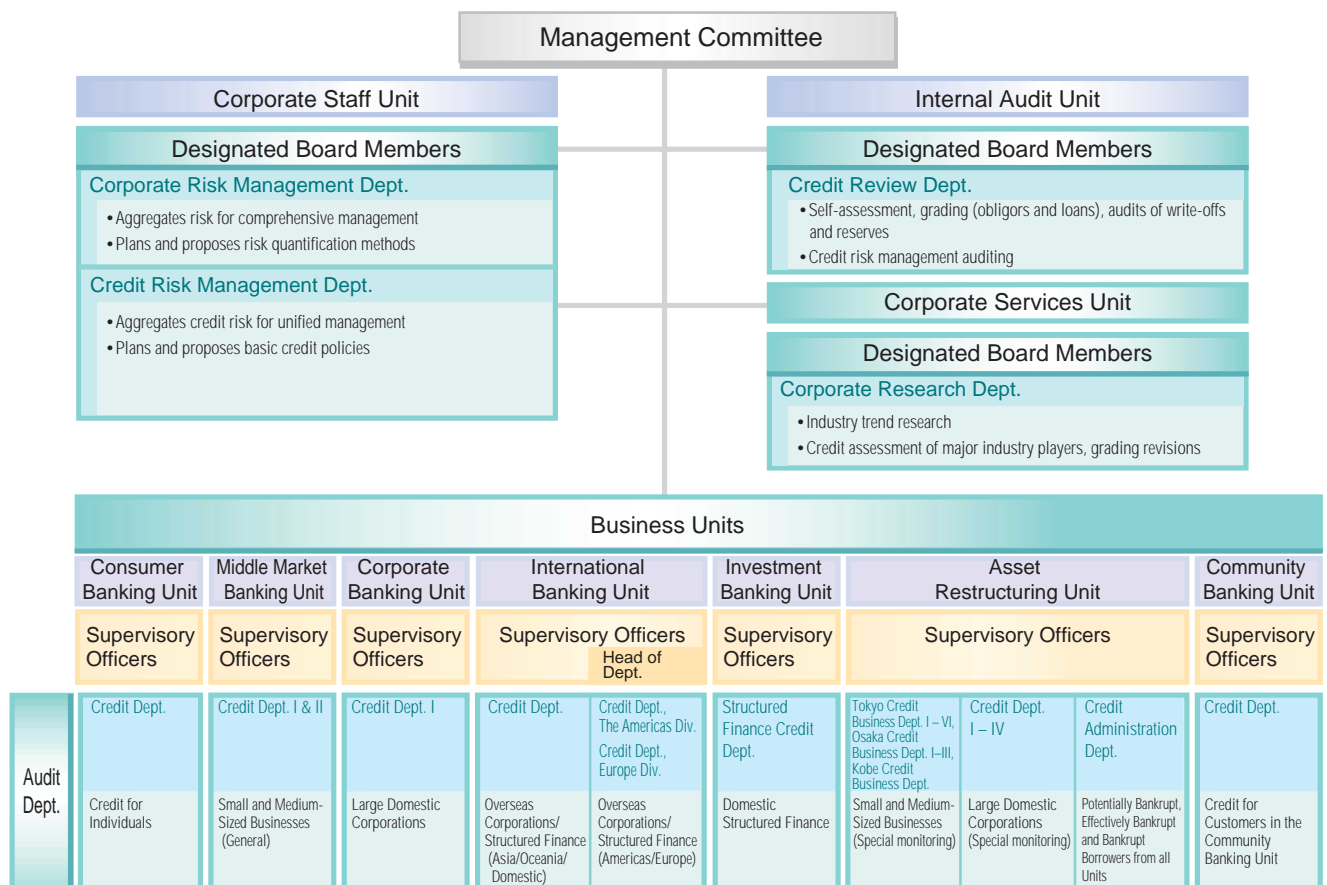 Management Committee
Corporate Staff Unit
Designated Board Members
Corporate Risk Management Dept.
• Aggregates risk for comprehensive management
• Plans and proposes risk quantification methods
Credit Risk Management Dept.
• Aggregates credit risk for unified management
• Plans and proposes basic credit policies
Internal Audit Unit
Designated Board Members
Credit Review Dept.
• Self-assessment, grading (obligors and loans), audits of write-offs
and reserves
• Credit risk management auditing
Corporate Services Unit
Designated Board Members
Corporate Research Dept.
• Industry trend research
• Credit assessment of major industry players, grading revisions
Business Units
Consumer
Banking Unit
Middle Market
Banking Unit
Corporate
Banking Unit
International
Banking Unit
Investment
Banking Unit
Asset
Restructuring Unit
Community
Banking Unit
Supervisory
Officers
Supervisory
Officers
Supervisory
Officers
Supervisory Officers
Head of
Dept.
Supervisory
Officers
Supervisory Officers
Supervisory
Officers
Audit
Dept.
Credit Dept.
Credit Dept. I & II
Credit Dept. I
Credit Dept.
Credit Dept.,
The Americas Div.
Credit Dept.,
Europe Div.
Structured
Finance Credit
Dept.
Tokyo Credit
Business Dept. I – VI,
Osaka Credit
Business Dept. I–III,
Kobe Credit
Business Dept.
Credit Dept.
I – IV
Credit
Administration
Dept.
Credit Dept.
Credit for
Individuals
Small and Medium-
Sized Businesses
(General)
Large Domestic
Corporations
Overseas
Corporations/
Structured Finance
(Asia/Oceania/
Domestic)
Overseas
Corporations/
Structured Finance
(Americas/Europe)
Domestic
Structured Finance
Small and Medium-
Sized Businesses
(Special monitoring)
Large Domestic
Corporations
(Special monitoring)
Potentially Bankrupt,
Effectively Bankrupt
and Bankrupt
Borrowers from all
Units
Credit for
Customers in the
Community
Banking Unit